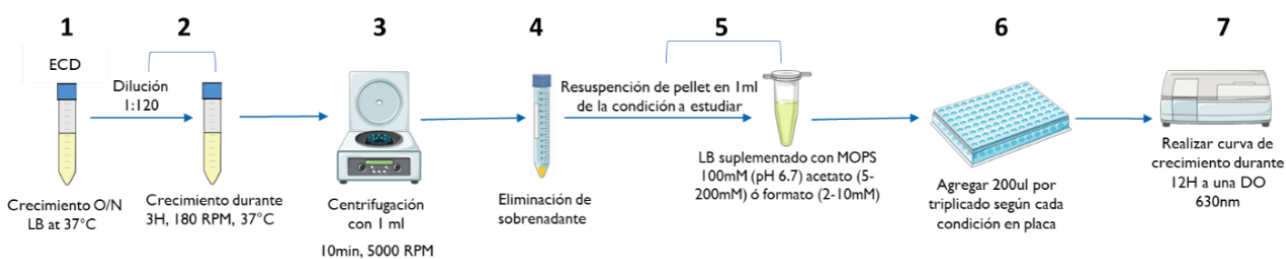 1
ECD
Crecimiento O/N
LB at 37°C
2
Dilución
1:120
Crecimiento durante
3H, 180 RPM, 37°C
3
Centrifugación
con 1 ml
10min, 5000 RPM
4
Eliminación de
sobrenadante
5
Resuspención de pellet en 1ml
de la condición a estudiar
LB suplementado con MOPS
100mM (pH 6.7) acetato (5-
200mM) ó formato (2-10mM)
6
Agregar 200ul por
triplicado según cada
condición en placa
7
Realizar curva de
crecimiento durante
12H a una DO
630nm